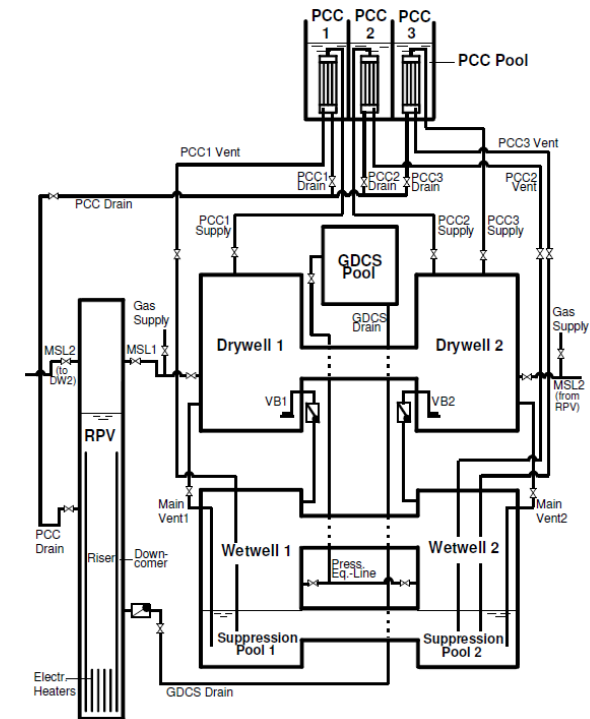 PCC PCC PCC
1 2 3
PCC Pool
PCC1 Vent
PCC3 Vent
PCC1
Drain
PCC2
Drain
PCC3
Drain
PCC2
Vent
PCC Drain
PCC1
Supply
PCC2
Supply
PCC3
Supply
GDCS
Pool
Gas
Supply
GDCS
Drain
Gas
Supply
MSL2
(to
DW2)
MSL1
Drywell 1
Drywell 2
MSL2
(from
RPV)
VB1
VB2
RPV
Main
Vent1
Main
Vent2
PCC
Drain
Riser
Down-
comer
Wetwell 1
Wetwell 2
Press.
Eq.-Line
Suppression
Pool 1
Suppression
Pool 2
Electr.
Heaters
GDCS Drain